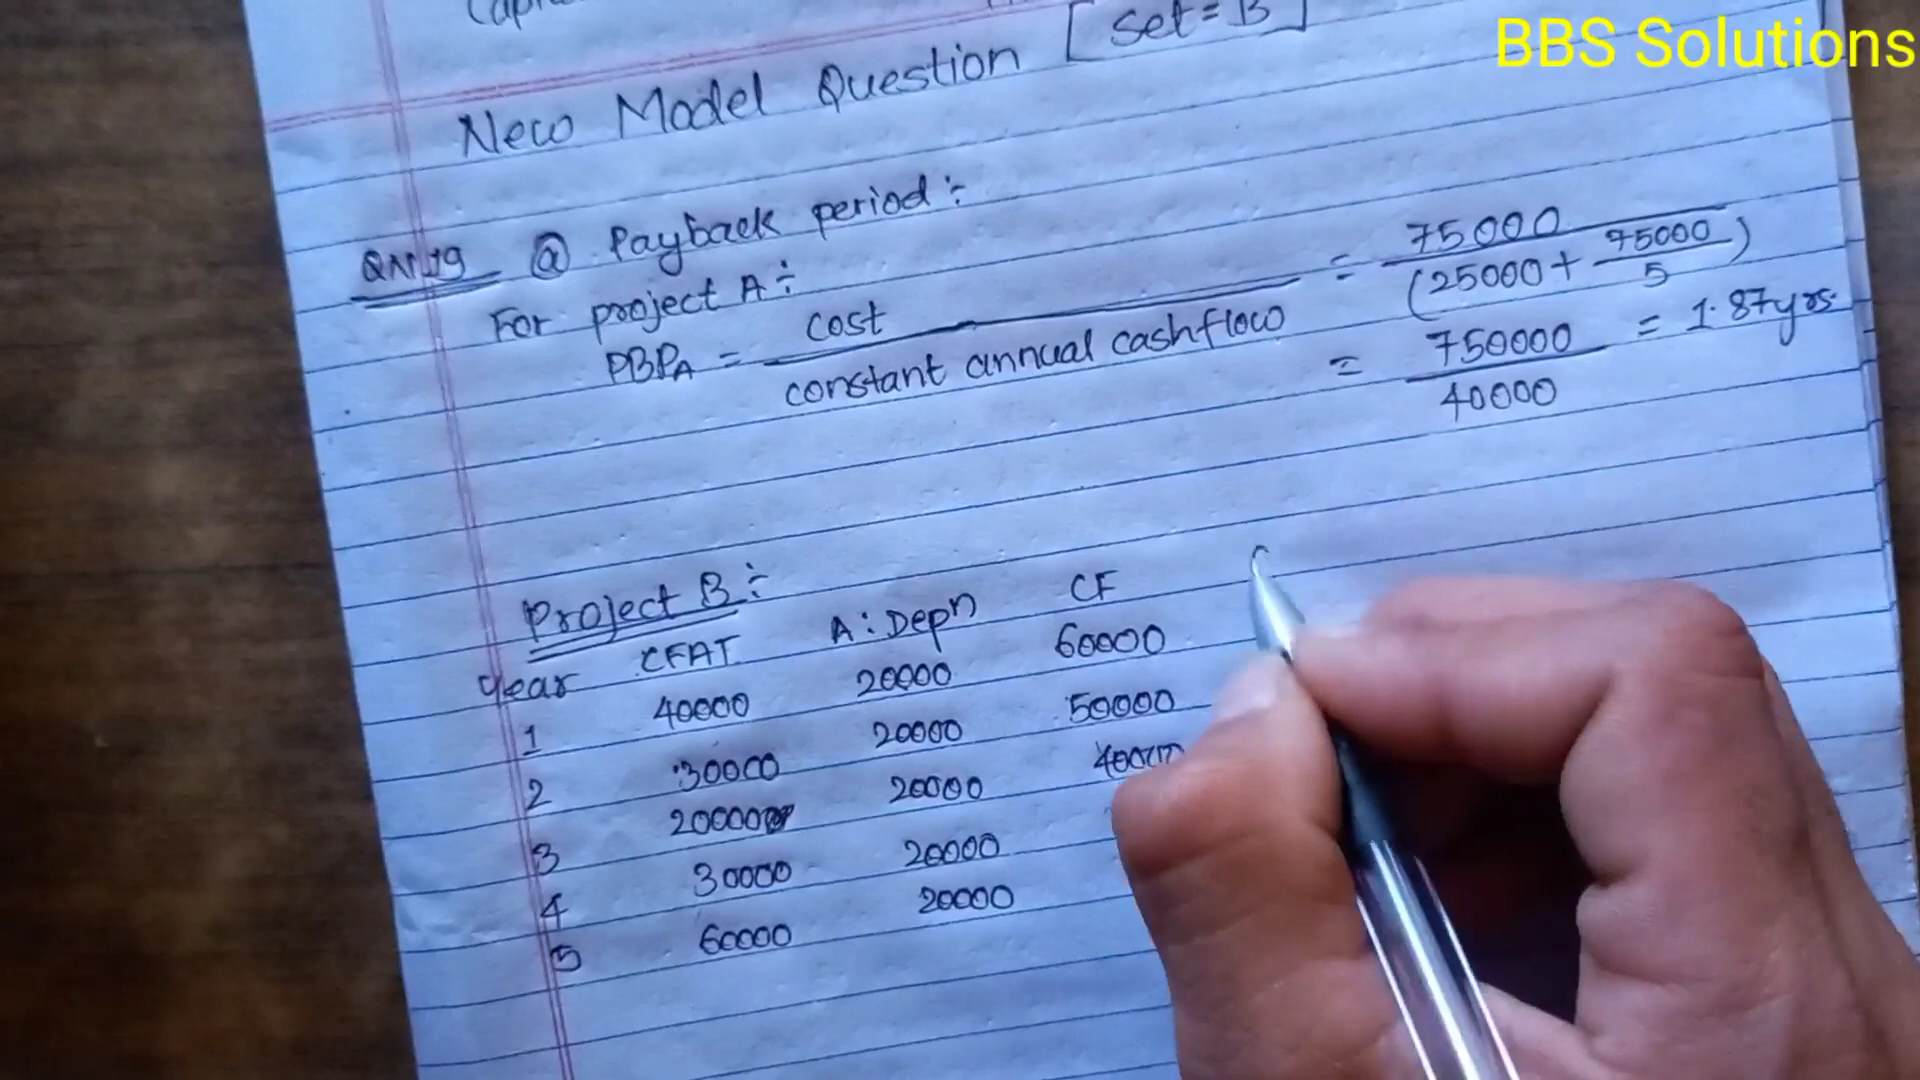 BBS Solutions
New Model Question [Set = B]
QN.19 @ Payback period :-
For project A ÷
PBPA = cost / constant annual cashflow = 75000 / (25000 + 75000 / 5)
= 750000 / 40000 = 1.87yrs.
Project B ÷
year CFAT A: Depn CF
1 40000 20000 60000
2 30000 20000 50000
3 20000 20000 40000
4 30000 20000
5 60000 20000